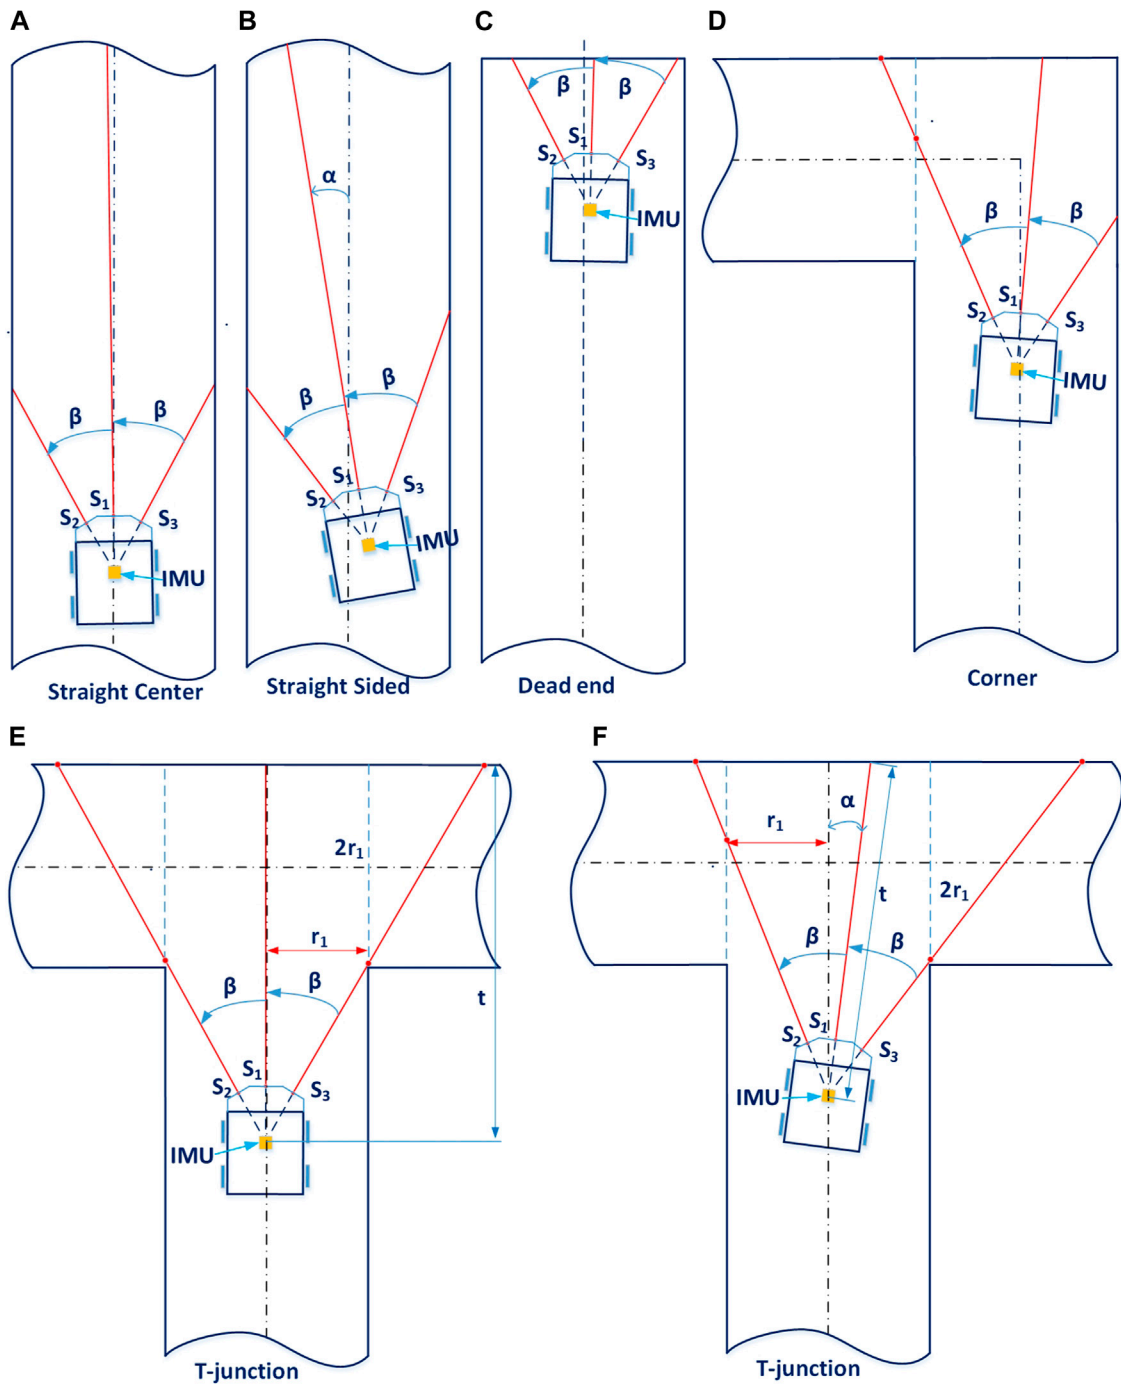 A
B
C
D
β
β
S₂
S₁
S₃
IMU
Straight Center
α
β
β
S₂
S₁
S₃
IMU
Straight Sided
β
β
S₂
S₁
S₃
IMU
Dead end
β
β
S₂
S₁
S₃
IMU
Corner
E
F
2r₁
r₁
t
β
β
S₂
S₁
S₃
IMU
T-junction
α
r₁
t
2r₁
β
β
S₂
S₁
S₃
IMU
T-junction